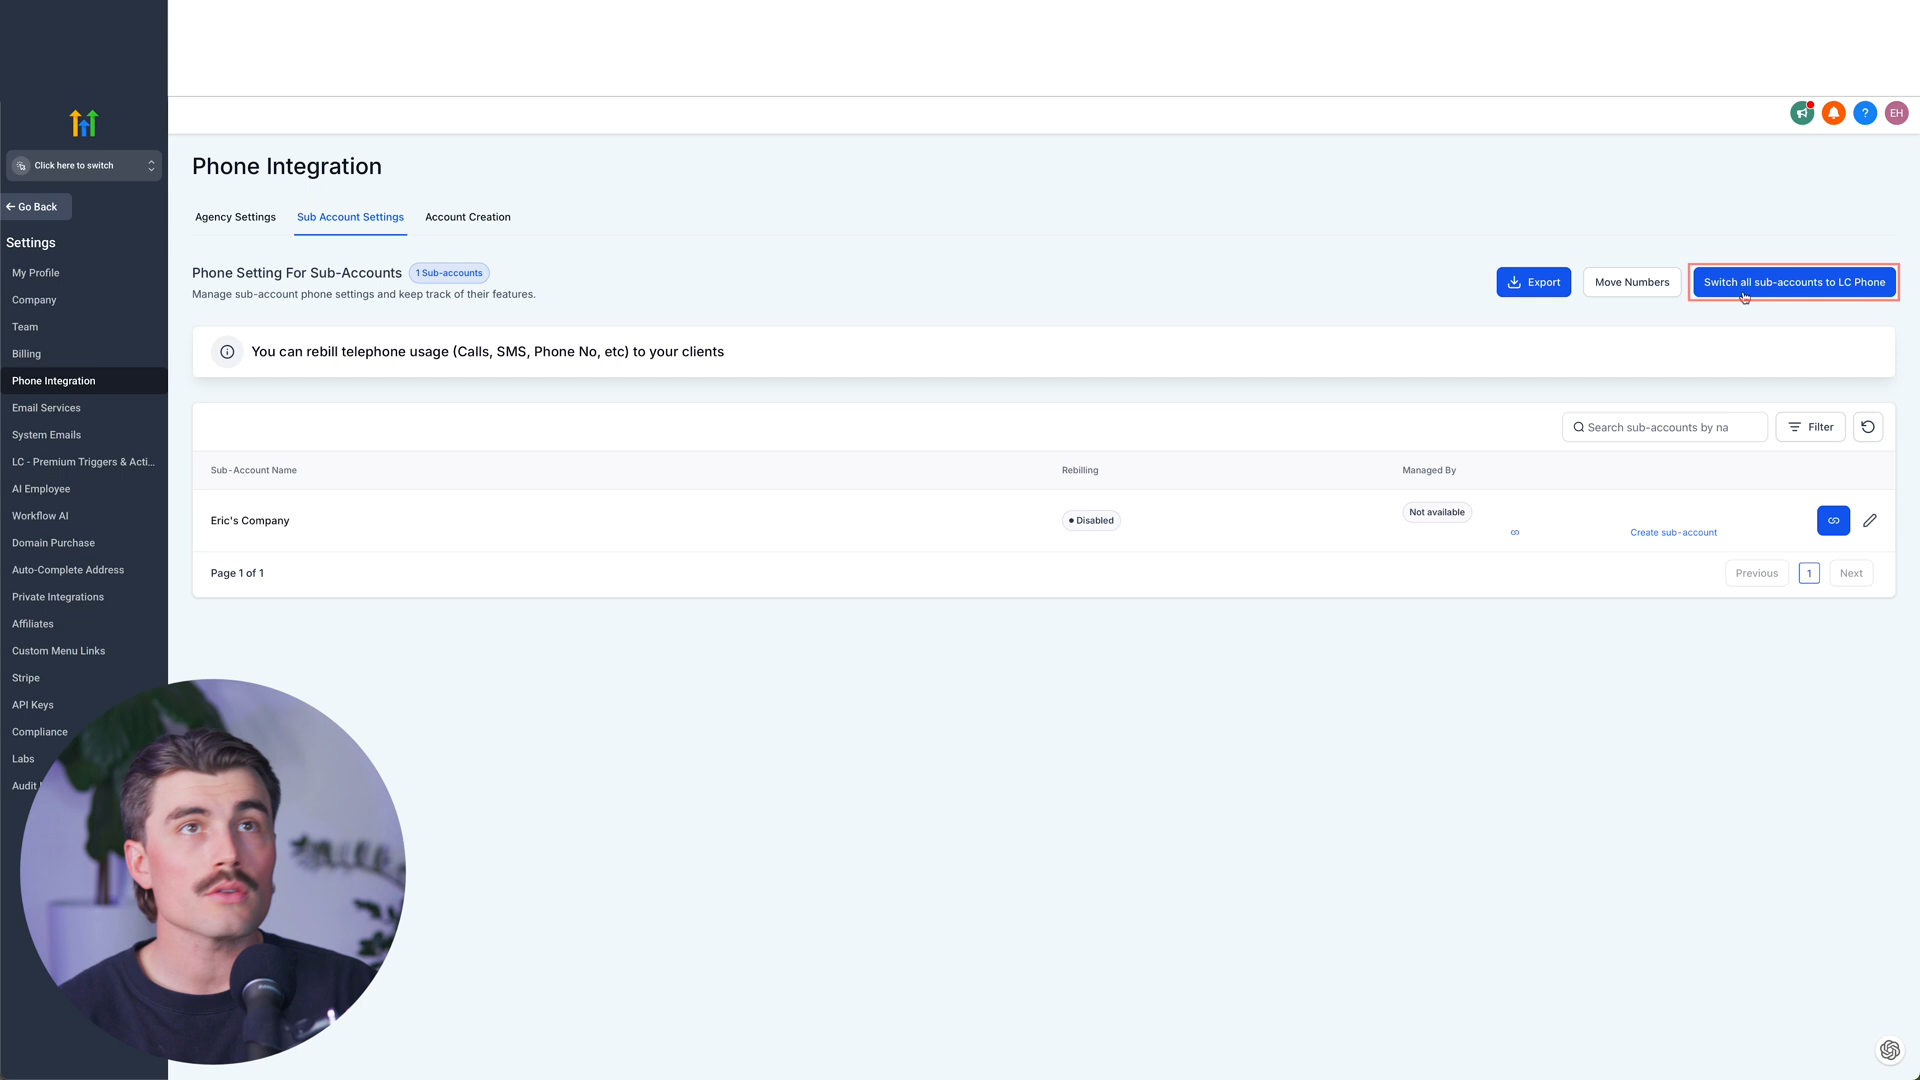 EH
Click here to switch
Go Back
Settings
My Profile
Company
Team
Billing
Phone Integration
Email Services
System Emails
LC - Premium Triggers & Acti...
AI Employee
Workflow AI
Domain Purchase
Auto-Complete Address
Private Integrations
Affiliates
Custom Menu Links
Stripe
API Keys
Compliance
Labs
Audit
Phone Integration
Agency Settings
Sub Account Settings
Account Creation
Phone Setting For Sub-Accounts
1 Sub-accounts
Manage sub-account phone settings and keep track of their features.
Export
Move Numbers
Switch all sub-accounts to LC Phone
You can rebill telephone usage (Calls, SMS, Phone No, etc) to your clients
Search sub-accounts by na
Filter
Sub-Account Name
Rebilling
Managed By
Eric's Company
Disabled
Not available
Create sub-account
Page 1 of 1
Previous
1
Next